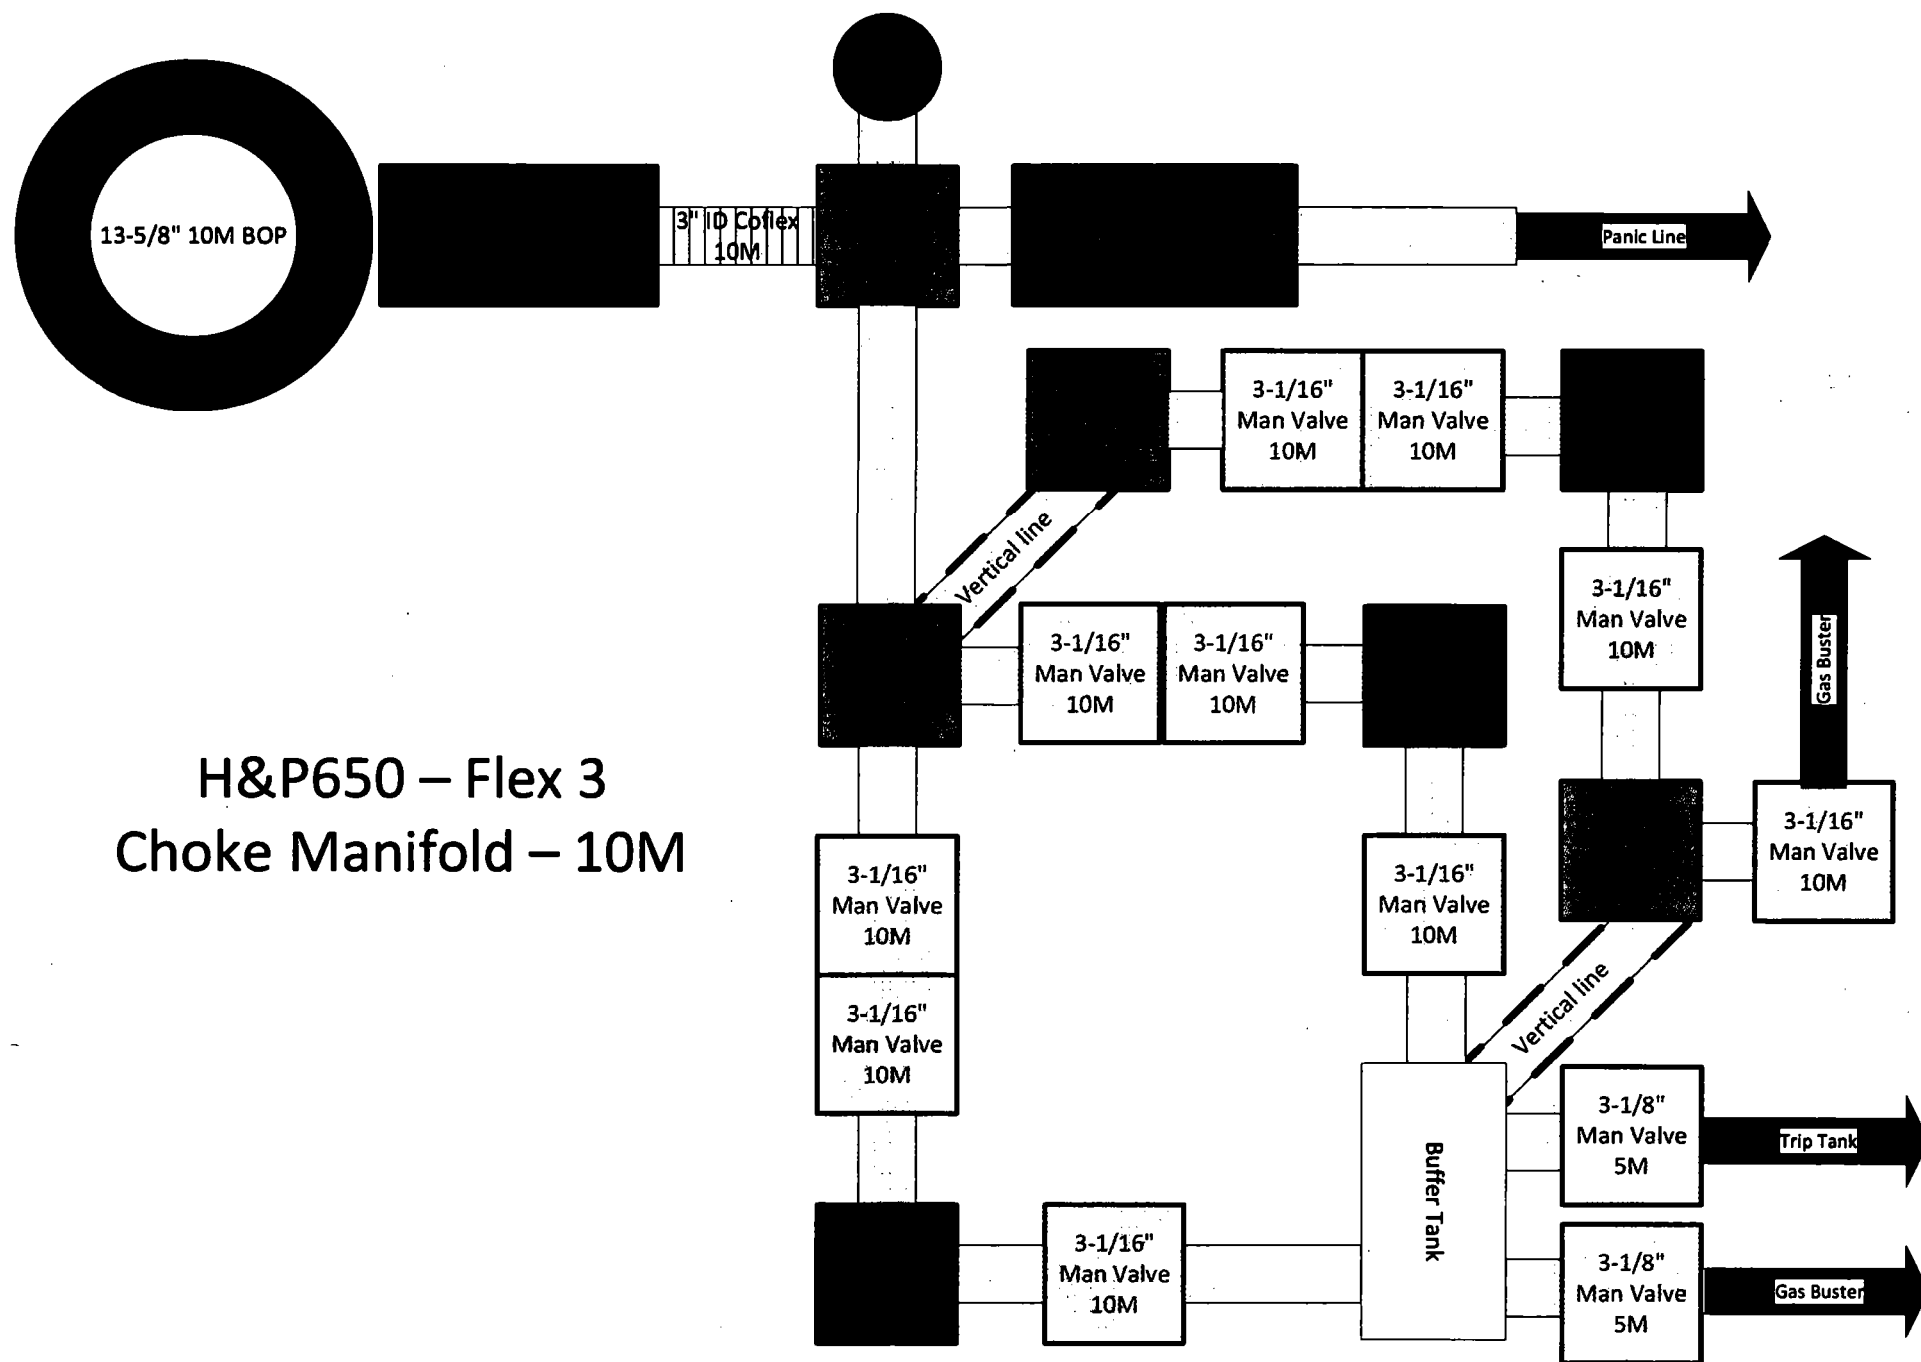 13-5/8" 10M BOP
3" ID Coflex
10M
Panic Line
3-1/16"
Man Valve
10M
3-1/16"
Man Valve
10M
Vertical line
3-1/16"
Man Valve
10M
Gas Buster
3-1/16"
Man Valve
10M
3-1/16"
Man Valve
10M
H&P650 – Flex 3
Choke Manifold – 10M
3-1/16"
Man Valve
10M
3-1/16"
Man Valve
10M
3-1/16"
Man Valve
10M
3-1/16"
Man Valve
10M
Vertical line
Buffer Tank
3-1/8"
Man Valve
5M
Trip Tank
3-1/16"
Man Valve
10M
3-1/8"
Man Valve
5M
Gas Buster